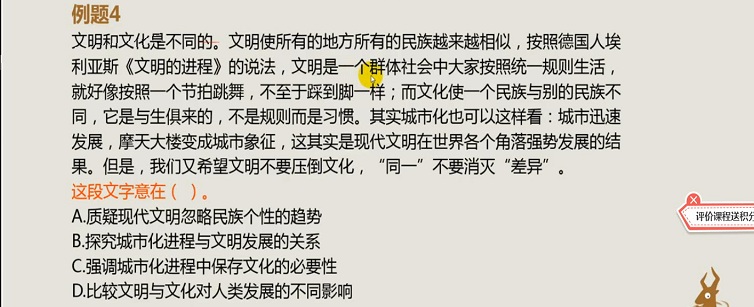 例题4
文明和文化是不同的。文明使所有的地方所有的民族越来越相似，按照德国人埃
利亚斯《文明的进程》的说法，文明是一个群体社会中大家按照统一规则生活，
就好像按照一个节拍跳舞，不至于踩到脚一样；而文化使一个民族与别的民族不
同，它是与生俱来的，不是规则而是习惯。其实城市化也可以这样看：城市迅速
发展，摩天大楼变成城市象征，这其实是现代文明在世界各个角落强势发展的结
果。但是，我们又希望文明不要压倒文化，“同一”不要消灭“差异”。
这段文字意在（ ）。
A.质疑现代文明忽略民族个性的趋势
B.探究城市化进程与文明发展的关系
C.强调城市化进程中保存文化的必要性
D.比较文明与文化对人类发展的不同影响
评价课程送积分